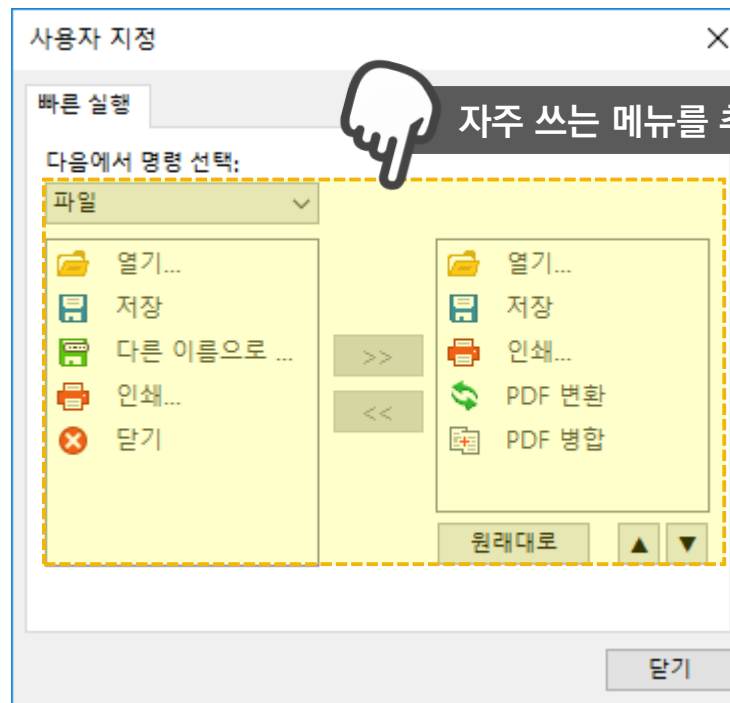 사용자 지정
빠른 실행
자주 쓰는 메뉴를
다음에서 명령 선택:
파일
열기...
저장
다른 이름으로 ...
인쇄...
닫기
>>
<<
열기...
저장
인쇄...
PDF 변환
PDF 병합
원래대로
▲ ▼
닫기